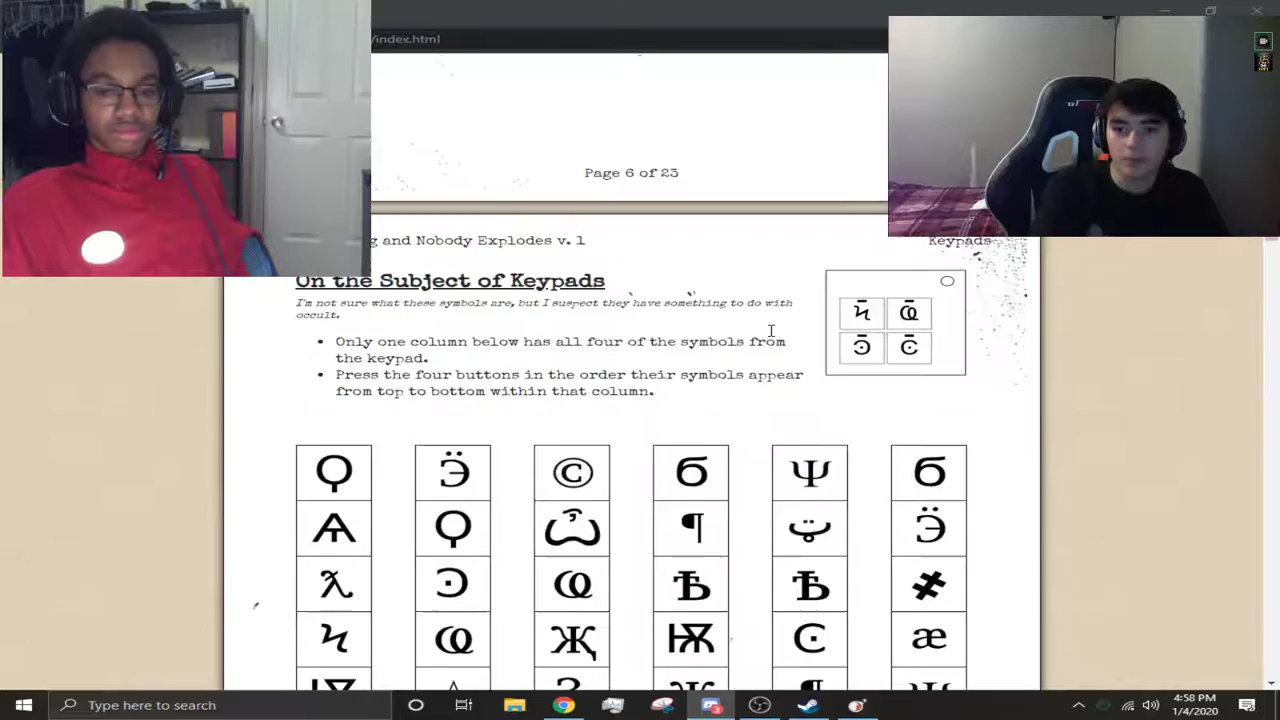 /index.html
Page 6 of 23
g and Nobody Explodes v. 1
Keypads
On the Subject of Keypads
I'm not sure what these symbols are, but I suspect they have something to do with
occult.
Only one column below has all four of the symbols from
the keypad.
Press the four buttons in the order their symbols appear
from top to bottom within that column.
Ϟ Ҩ
Ͽ Ͼ
Ϙ Ӭ © Ϭ Ψ Ϭ
Ѧ Ϙ Ѽ ¶ ټ Ӭ
ƛ Ͽ Ҩ Ѣ Ѣ ҂
Ϟ Ҩ Җ Ѭ Ͼ æ
Type here to search
3
4:58 PM
1/4/2020